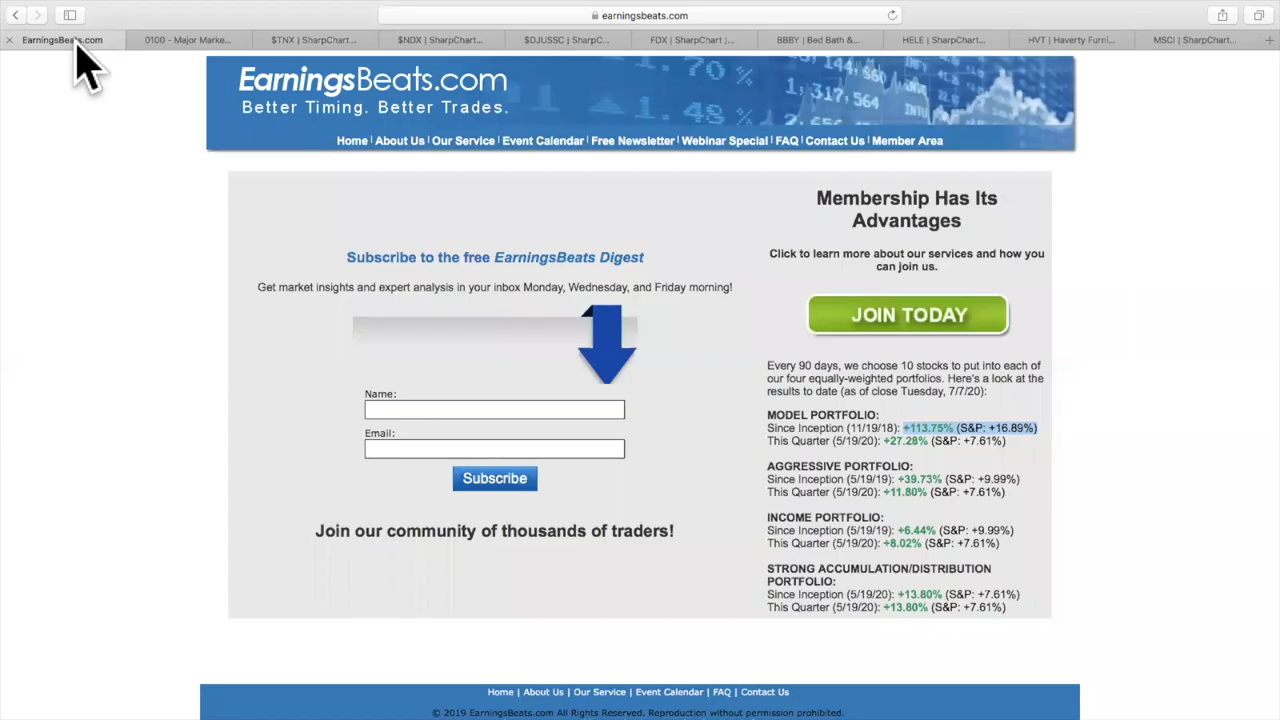 earningsbeats.com
EarningsBeats.com
0100 - Major Marke...
$TNX | SharpChart...
$NDX | SharpChart...
$DJUSSC | SharpC...
FDX | SharpChart |...
BBBY | Bed Bath &...
HELE | SharpChart...
HVT | Haverty Furni...
MSCI | SharpChart...
EarningsBeats.com
Better Timing. Better Trades.
1.70 %
1.48 %
144,860
1,317,564
INTU
Home | About Us | Our Service | Event Calendar | Free Newsletter | Webinar Special | FAQ | Contact Us | Member Area
Subscribe to the free EarningsBeats Digest
Get market insights and expert analysis in your inbox Monday, Wednesday, and Friday morning!
Name:
Email:
Subscribe
Join our community of thousands of traders!
Membership Has Its
Advantages
Click to learn more about our services and how you
can join us.
JOIN TODAY
Every 90 days, we choose 10 stocks to put into each of
our four equally-weighted portfolios. Here's a look at the
results to date (as of close Tuesday, 7/7/20):
MODEL PORTFOLIO:
Since Inception (11/19/18): +113.75% (S&P: +16.89%)
This Quarter (5/19/20): +27.28% (S&P: +7.61%)
AGGRESSIVE PORTFOLIO:
Since Inception (5/19/19): +39.73% (S&P: +9.99%)
This Quarter (5/19/20): +11.80% (S&P: +7.61%)
INCOME PORTFOLIO:
Since Inception (5/19/19): +6.44% (S&P: +9.99%)
This Quarter (5/19/20): +8.02% (S&P: +7.61%)
STRONG ACCUMULATION/DISTRIBUTION
PORTFOLIO:
Since Inception (5/19/20): +13.80% (S&P: +7.61%)
This Quarter (5/19/20): +13.80% (S&P: +7.61%)
Home | About Us | Our Service | Event Calendar | FAQ | Contact Us
© 2019 EarningsBeats.com All Rights Reserved. Reproduction without permission prohibited.